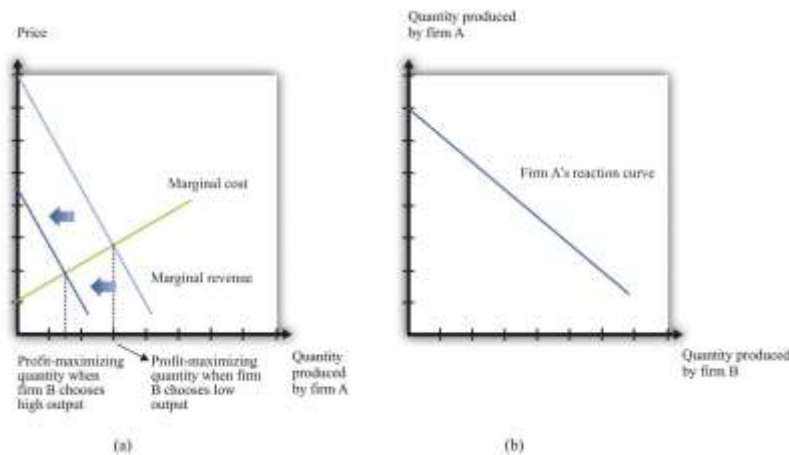 Price
Marginal cost
Marginal revenue
Profit-maximizing
quantity when
firm B chooses
high output
Profit-maximizing
quantity when firm
B chooses low
output
Quantity
produced
by firm A
(a)
Quantity produced
by firm A
Firm A's reaction curve
Quantity produced
by firm B
(b)